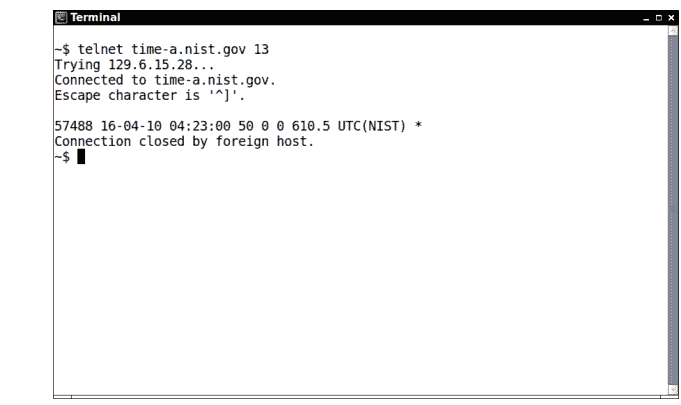 Terminal
~$ telnet time-a.nist.gov 13
Trying 129.6.15.28...
Connected to time-a.nist.gov.
Escape character is '^]'.
57488 16-04-10 04:23:00 50 0 0 610.5 UTC(NIST) *
Connection closed by foreign host.
~$